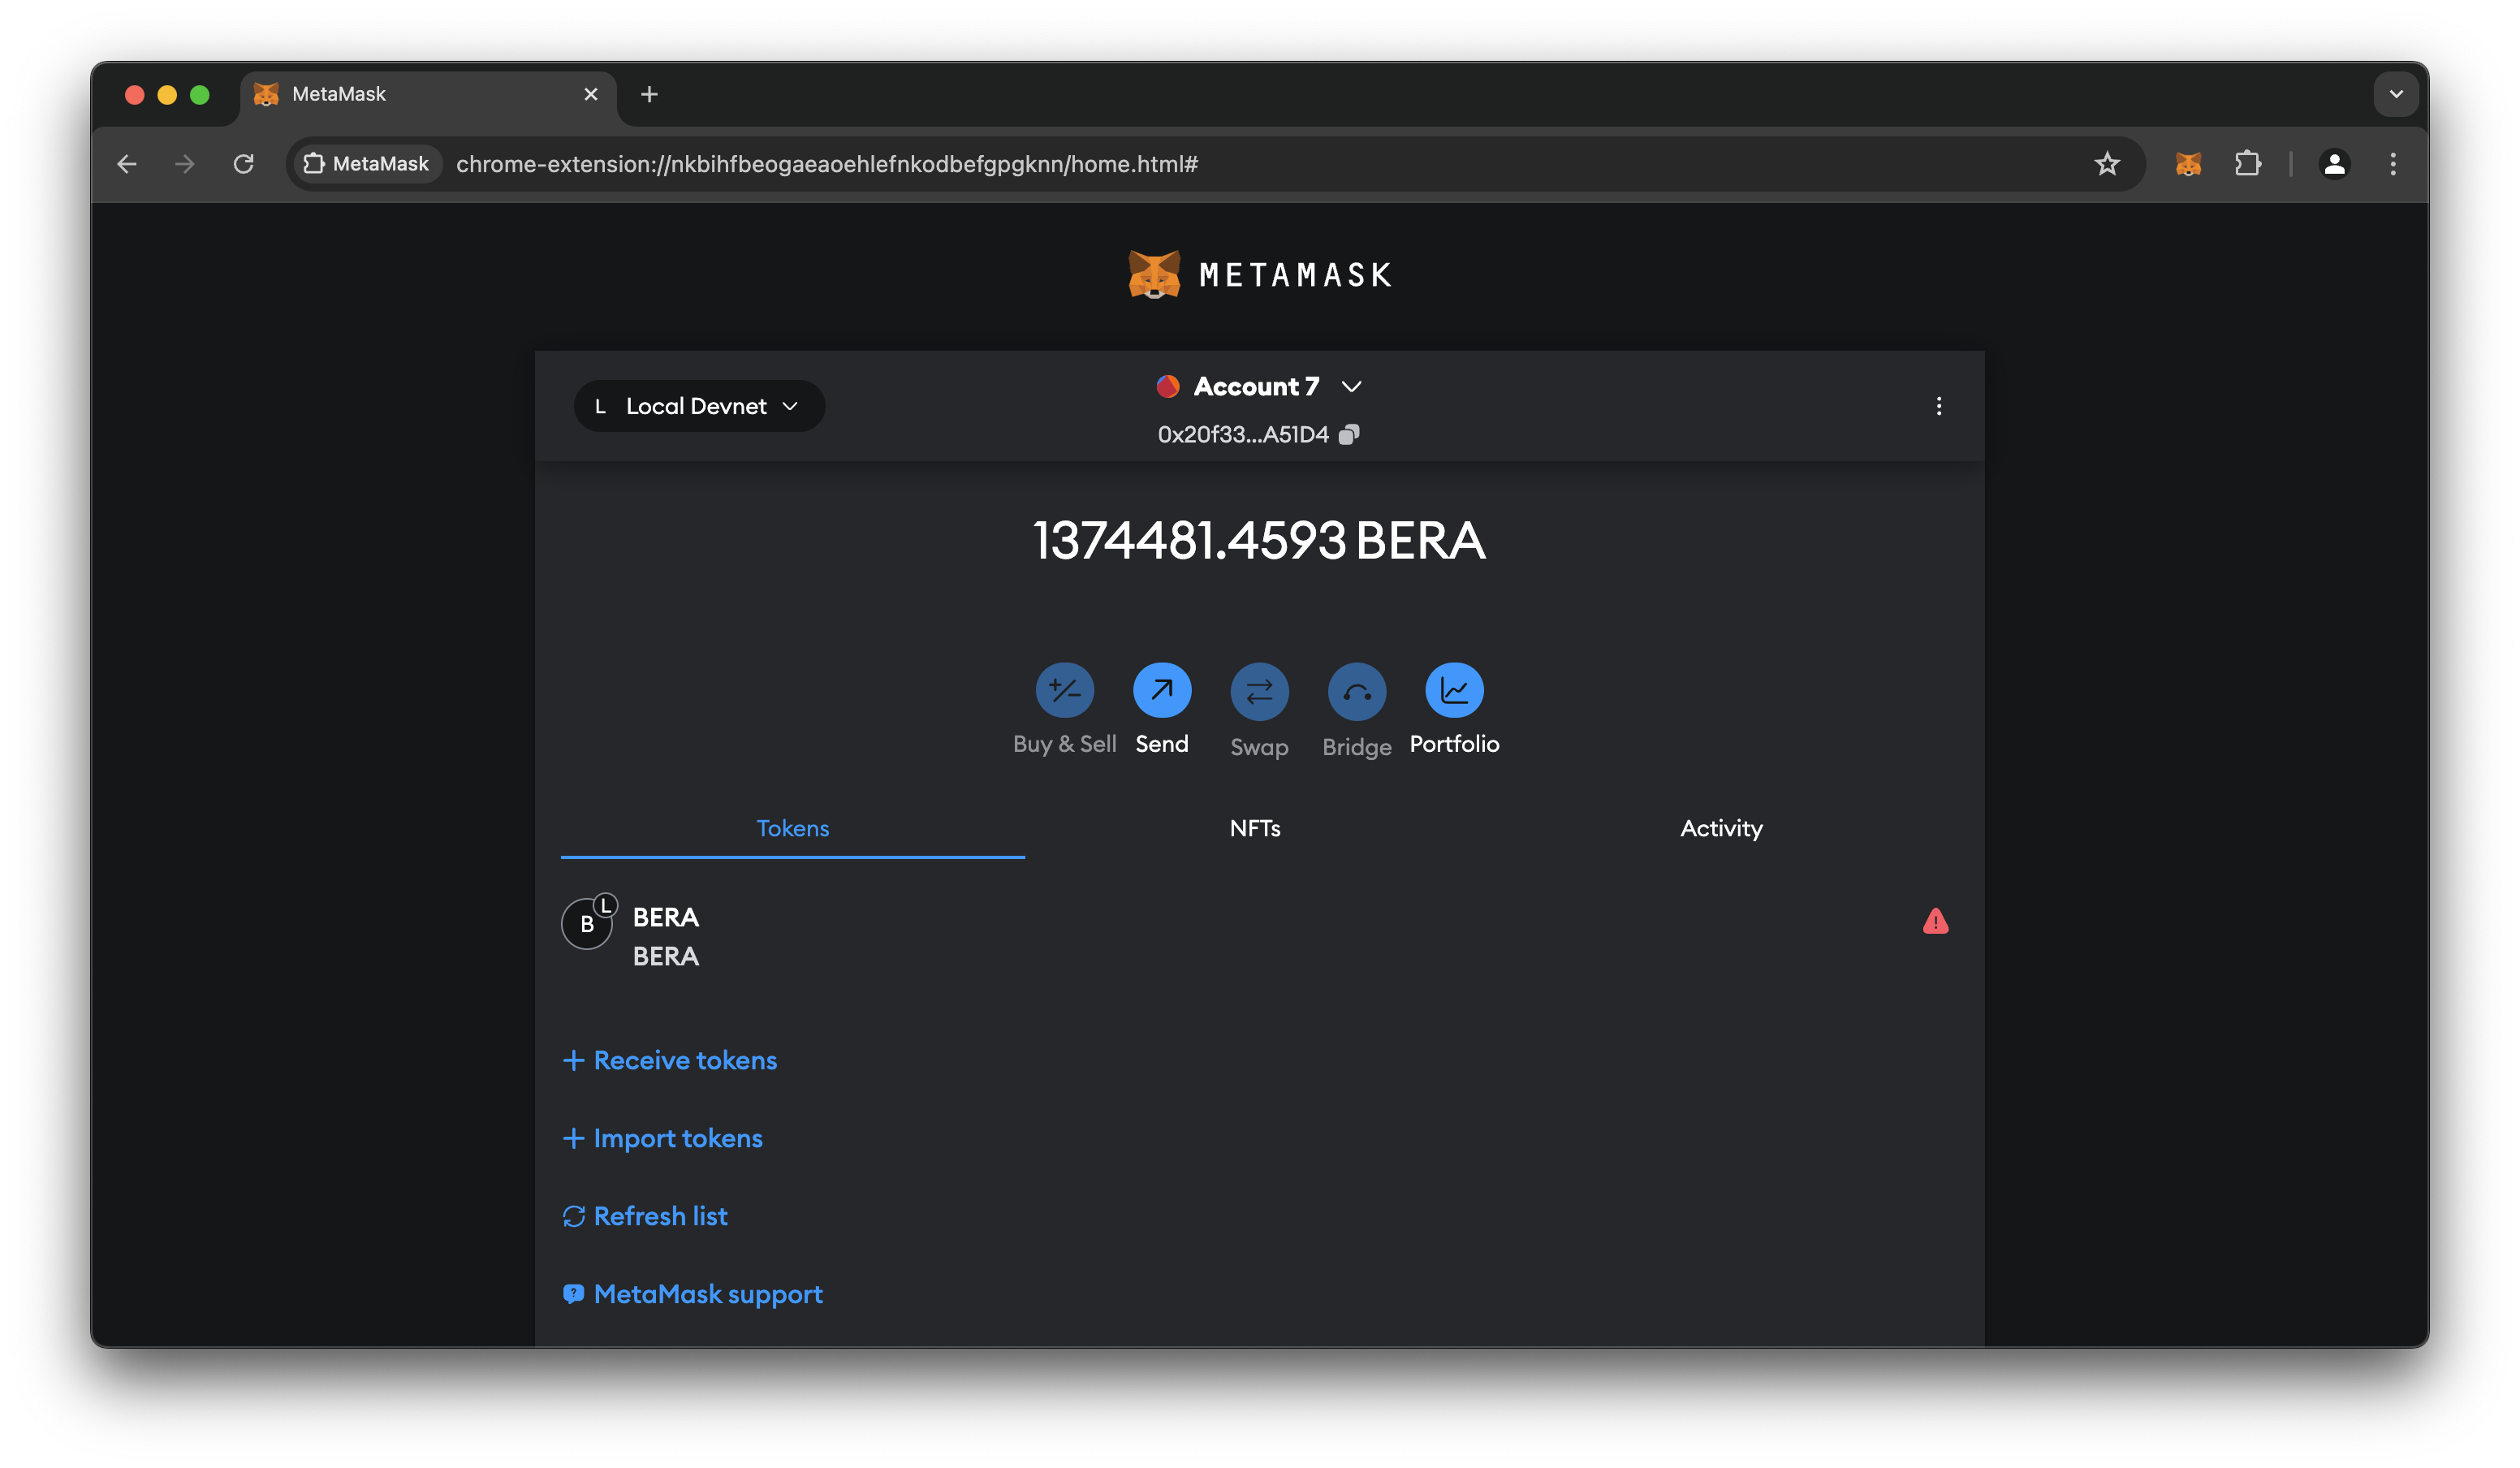 MetaMask
MetaMask chrome-extension://nkbihfbeogaeaoehlefnkodbefgpgknn/home.html#
METAMASK
L Local Devnet
Account 7
0x20f33...A51D4
1374481.4593 BERA
Buy & Sell Send Swap Bridge Portfolio
Tokens NFTs Activity
B L BERA
BERA
Receive tokens
Import tokens
Refresh list
MetaMask support